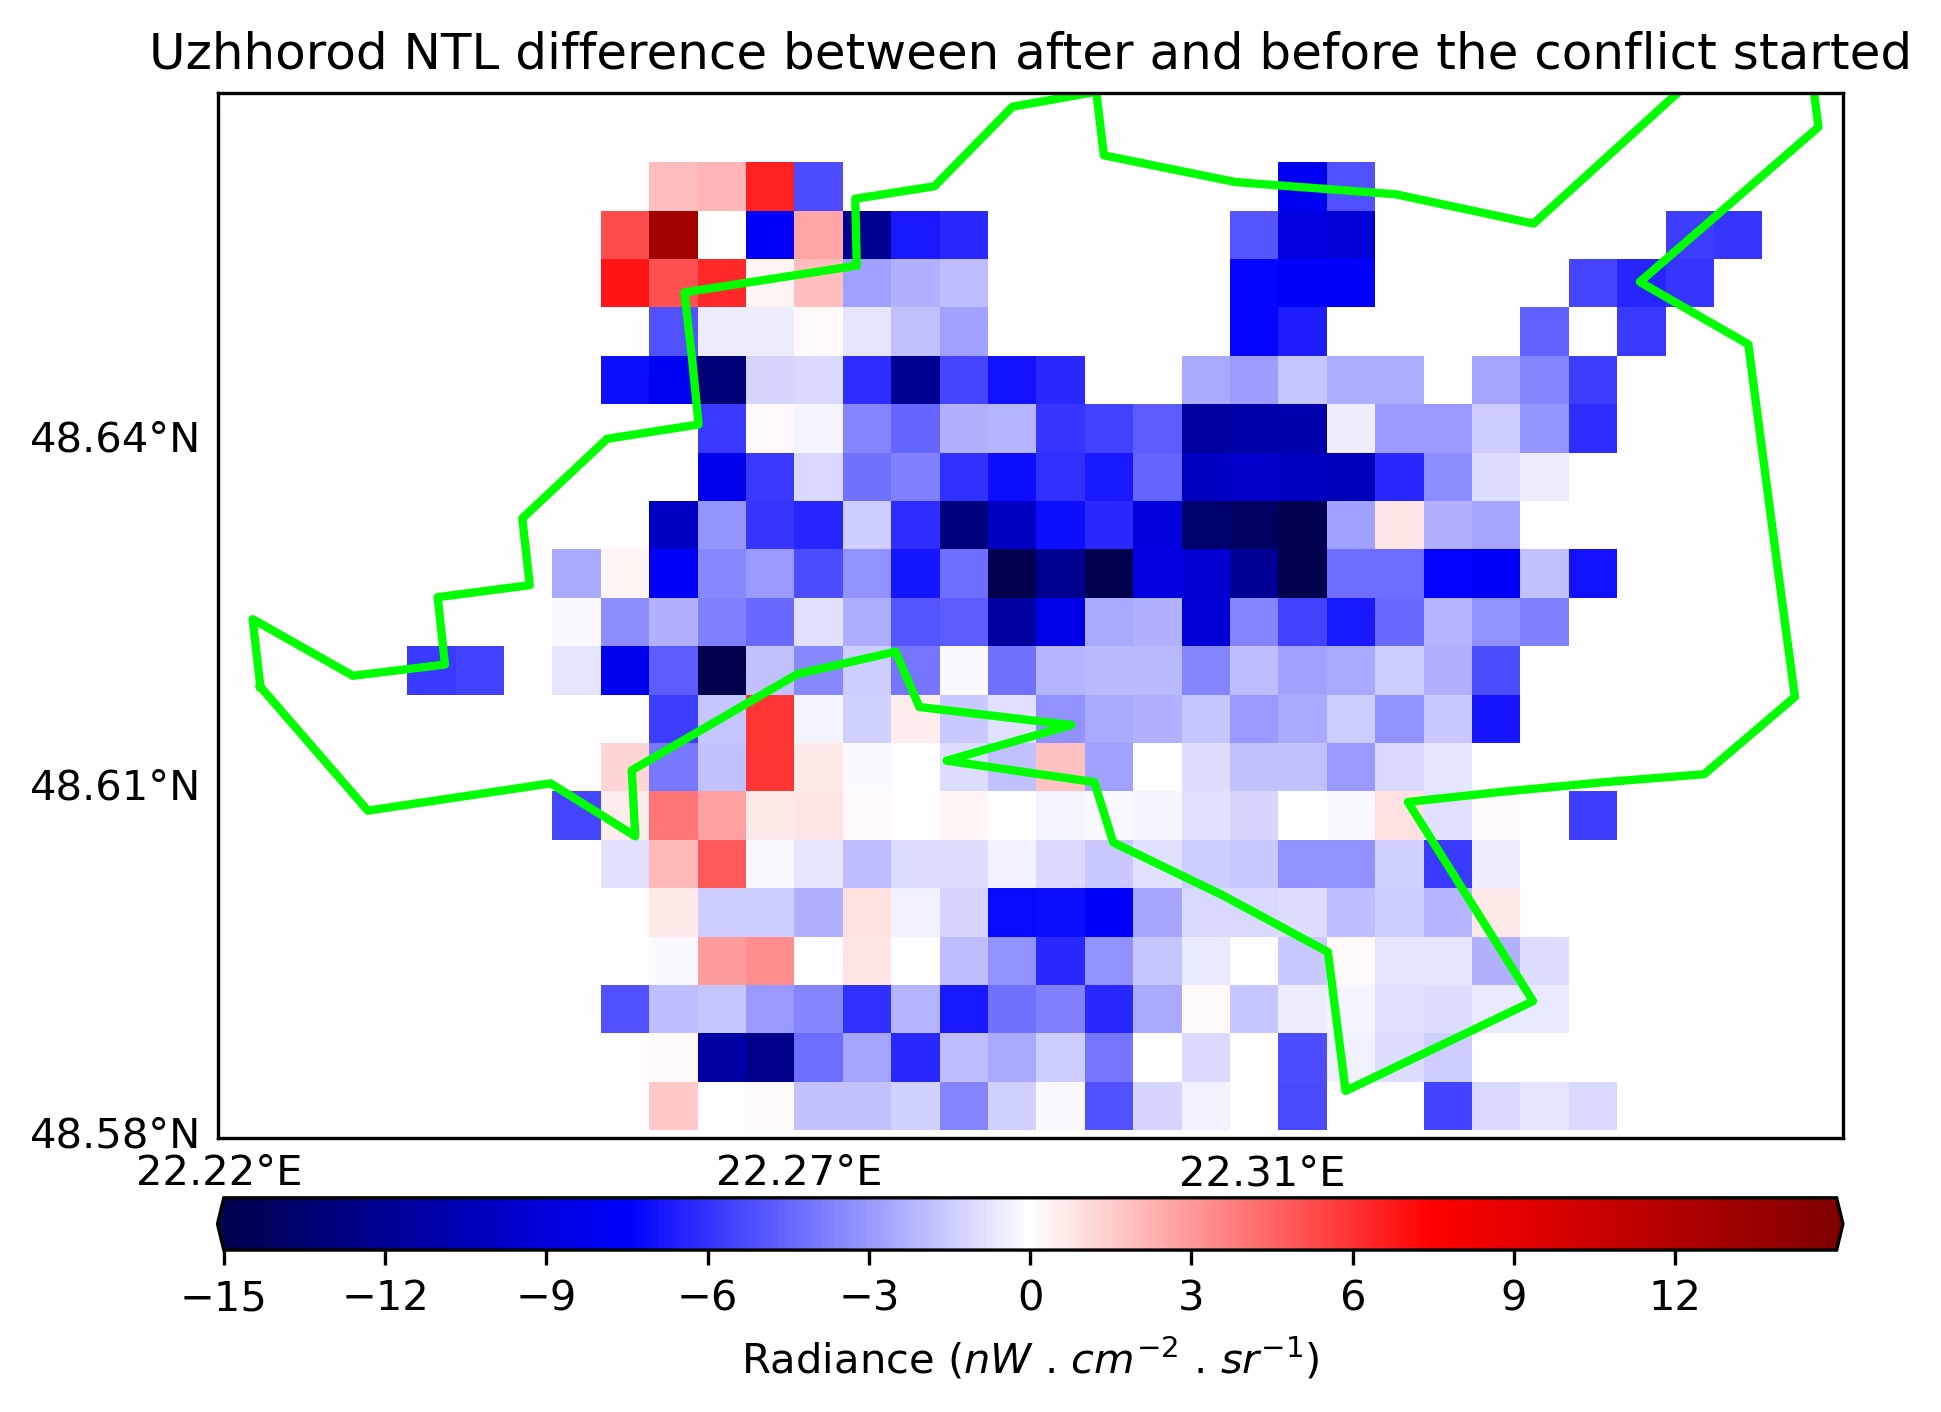 Uzhhorod NTL difference between after and before the conflict started
48.64°N
48.61°N
48.58°N
22.22°E 22.27°E 22.31°E
−15 −12 −9 −6 −3 0 3 6 9 12
Radiance (nW . cm⁻² . sr⁻¹)